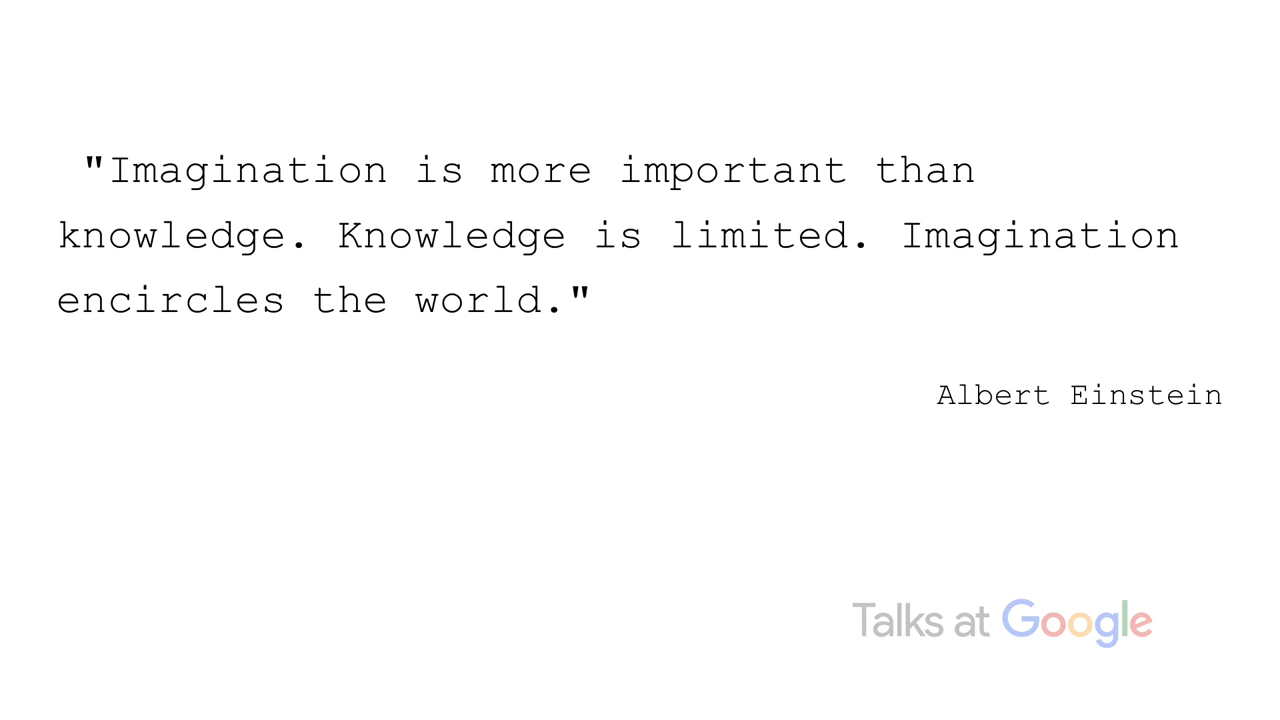 "Imagination is more important than
knowledge. Knowledge is limited. Imagination
encircles the world."
Albert Einstein
Talks at Google